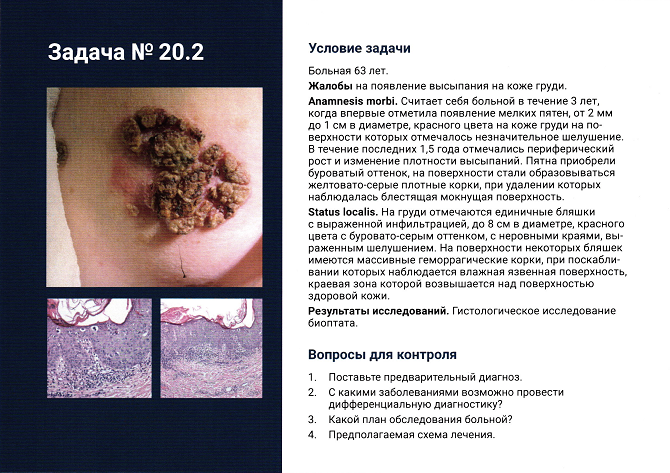 Задача № 20.2
Условие задачи
Больная 63 лет.
Жалобы на появление высыпания на коже груди.
Anamnesis morbi. Считает себя больной в течение 3 лет,
когда впервые отметила появление мелких пятен, от 2 мм
до 1 см в диаметре, красного цвета на коже груди на по-
верхности которых отмечалось незначительное шелушение.
В течение последних 1,5 года отмечались периферический
рост и изменение плотности высыпаний. Пятна приобрели
буроватый оттенок, на поверхности стали образовываться
желтовато-серые плотные корки, при удалении которых
наблюдалась блестящая мокнущая поверхность.
Status localis. На груди отмечаются единичные бляшки
с выраженной инфильтрацией, до 8 см в диаметре, красного
цвета с буровато-серым оттенком, с неровными краями, вы-
раженным шелушением. На поверхности некоторых бляшек
имеются массивные геморрагические корки, при поскабли-
вании которых наблюдается влажная язвенная поверхность,
краевая зона которой возвышается над поверхностью
здоровой кожи.
Результаты исследований. Гистологическое исследование
биоптата.
Вопросы для контроля
1. Поставьте предварительный диагноз.
2. С какими заболеваниями возможно провести
дифференциальную диагностику?
3. Какой план обследования больной?
4. Предполагаемая схема лечения.